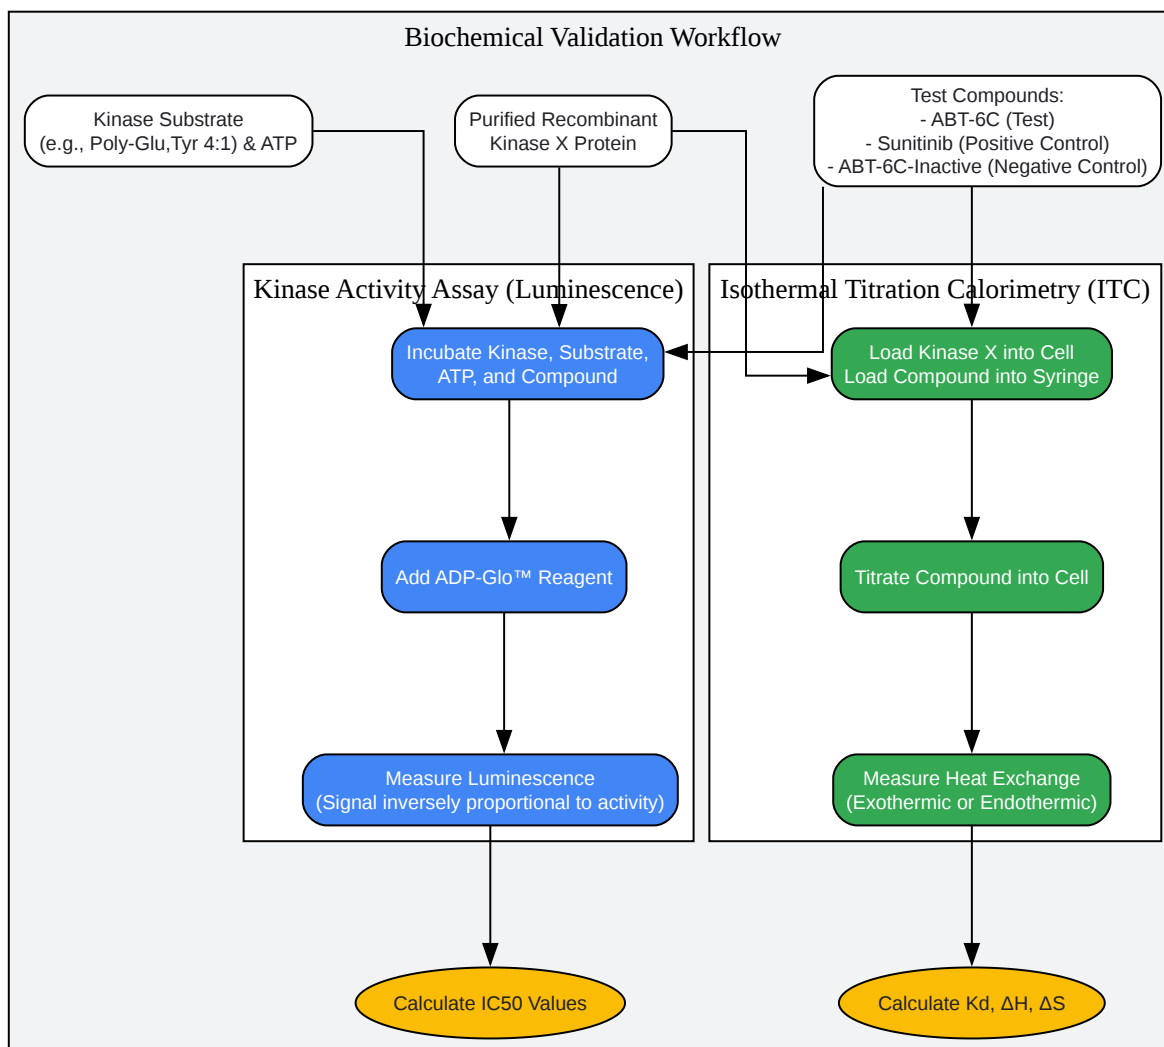 Biochemical Validation Workflow
Kinase Substrate
(e.g., Poly-Glu,Tyr 4:1) & ATP
Purified Recombinant
Kinase X Protein
Test Compounds:
- ABT-6C (Test)
- Sunitinib (Positive Control)
- ABT-6C-Inactive (Negative Control)
Kinase Activity Assay (Luminescence)
Incubate Kinase, Substrate,
ATP, and Compound
Add ADP-Glo™ Reagent
Measure Luminescence
(Signal inversely proportional to activity)
Calculate IC50 Values
Isothermal Titration Calorimetry (ITC)
Load Kinase X into Cell
Load Compound into Syringe
Titrate Compound into Cell
Measure Heat Exchange
(Exothermic or Endothermic)
Calculate Kd, ΔH, ΔS